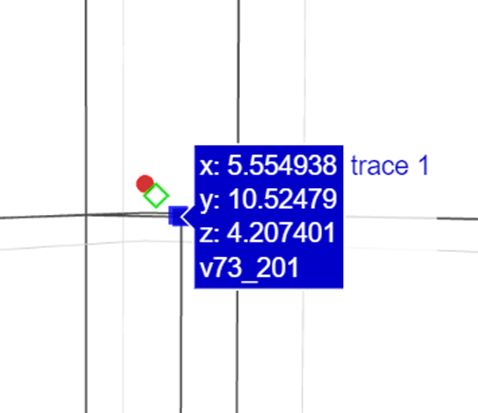 x: 5.554938
trace 1
y: 10.52479
z: 4.207401
v73_201